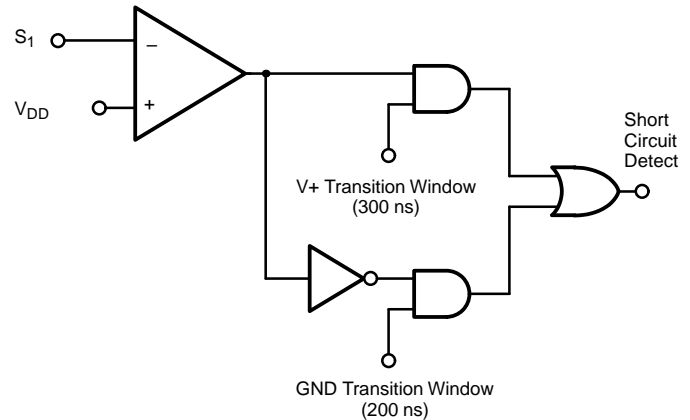 S1
–
VDD
+
Short
Circuit
Detect
V+ Transition Window
(300 ns)
GND Transition Window
(200 ns)